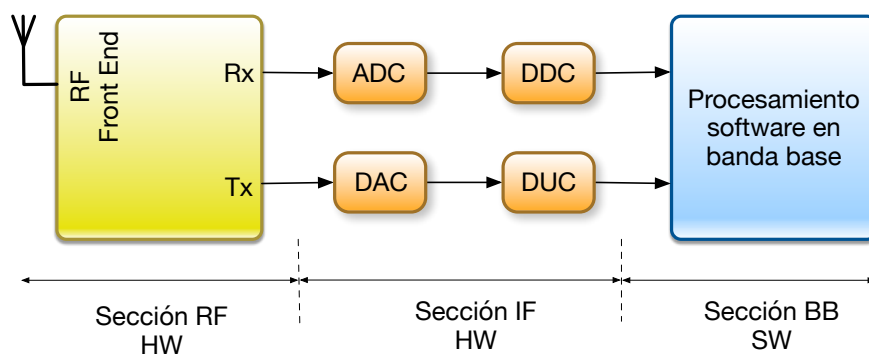 RF
Front End
Rx
Tx
ADC
DDC
DAC
DUC
Procesamiento
software en
banda base
Sección RF
HW
Sección IF
HW
Sección BB
SW